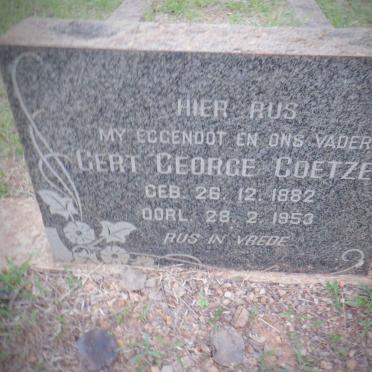 HIER RUS
MY EGGENOOT EN ONS VADER
GERT GEORGE COETZE
GEB. 26. 12. 1882
OORL. 28. 2. 1953
RUS IN VREDE